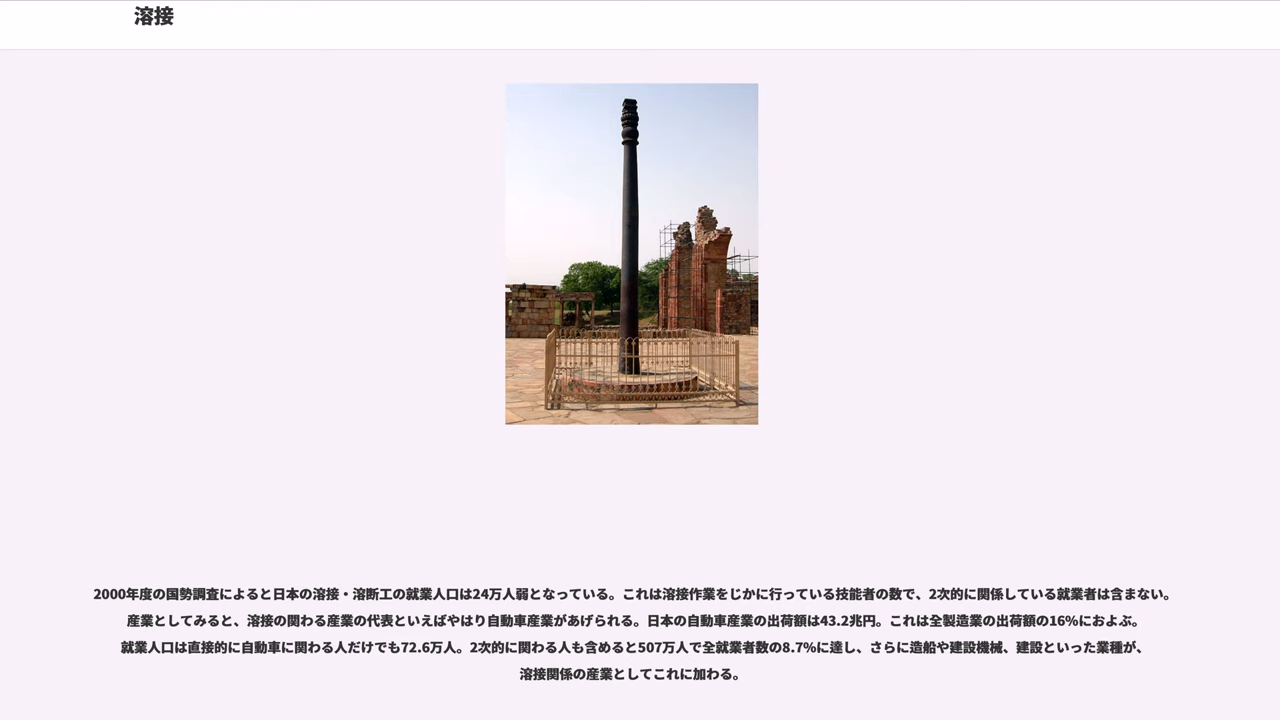 溶接
2000年度の国勢調査によると日本の溶接・溶断工の就業人口は24万人弱となっている。これは溶接作業をじかに行っている技能者の数で、2次的に関係している就業者は含まない。
産業としてみると、溶接の関わる産業の代表といえばやはり自動車産業があげられる。日本の自動車産業の出荷額は43.2兆円。これは全製造業の出荷額の16%におよぶ。
就業人口は直接的に自動車に関わる人だけでも72.6万人。2次的に関わる人も含めると507万人で全就業者数の8.7%に達し、さらに造船や建設機械、建設といった業種が、
溶接関係の産業としてこれに加わる。